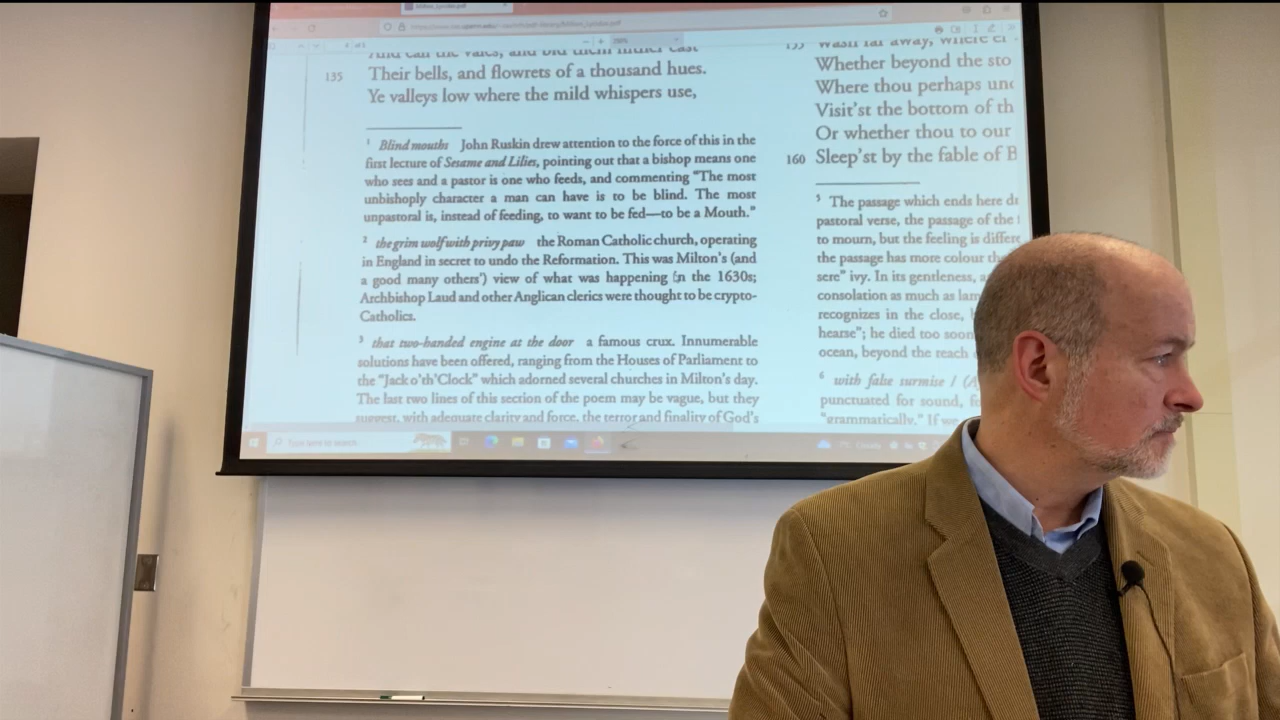 Their bells, and flowrets of a thousand hues.
135
Ye valleys low where the mild whispers use,
1 Blind mouths John Ruskin drew attention to the force of this in the
first lecture of Sesame and Lilies, pointing out that a bishop means one
who sees and a pastor is one who feeds, and commenting "The most
unbishoply character a man can have is to be blind. The most
unpastoral is, instead of feeding, to want to be fed—to be a Mouth."
2 the grim wolf with privy paw the Roman Catholic church, operating
in England in secret to undo the Reformation. This was Milton's (and
a good many others') view of what was happening in the 1630s;
Archbishop Laud and other Anglican clerics were thought to be crypto-
Catholics.
3 that two-handed engine at the door a famous crux. Innumerable
solutions have been offered, ranging from the Houses of Parliament to
the "Jack o'th'Clock" which adorned several churches in Milton's day.
The last two lines of this section of the poem may be vague, but they
suggest, with adequate clarity and force, the terror and finality of God's
155 Wash far away, where
Whether beyond the sto
Where thou perhaps und
Visit'st the bottom of th
Or whether thou to our
160 Sleep'st by the fable of B
5 The passage which ends here
pastoral verse, the passage of the
to mourn, but the feeling is differe
the passage has more colour
sere" ivy. In its gentleness,
consolation as much as
recognizes in the close,
hearse"; he died too soon
ocean, beyond the reach
6 with false surmise /
punctuated for sound,
"grammatically." If
Type here to search